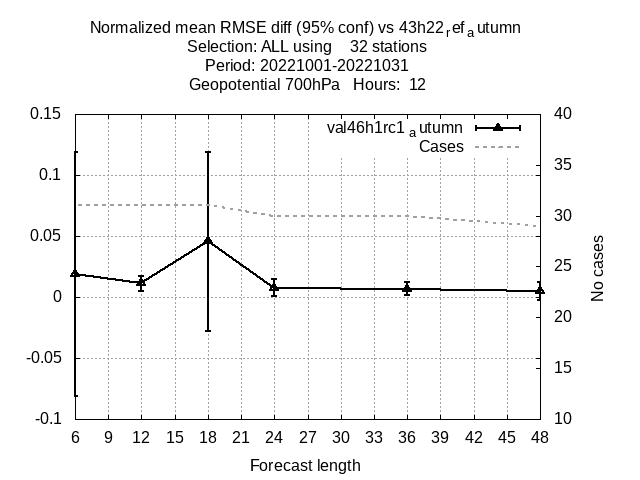 Normalized mean RMSE diff (95% conf) vs 43h22refautumn
Selection: ALL using 32 stations
Period: 20221001-20221031
Geopotential 700hPa Hours: 12
val46h1rc1autumn
Cases
0.15
0.1
0.05
0
-0.05
-0.1
40
35
30
25
20
15
10
No cases
6 9 12 15 18 21 24 27 30 33 36 39 42 45 48
Forecast length